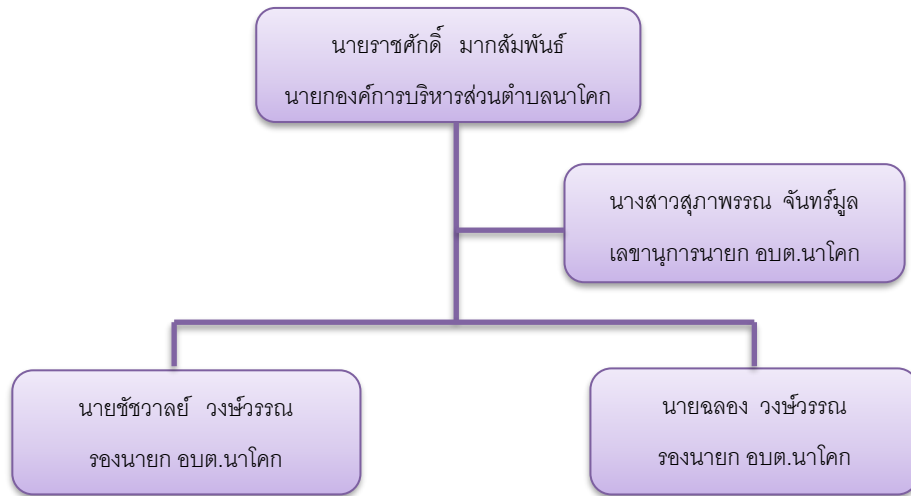 นายราชศักดิ์ มากสัมพันธ์
นายกองค์การบริหารส่วนตำบลนาโคก
นางสาวสุภาพรรณ จันทร์มูล
เลขานุการนายก อบต.นาโคก
นายชัชวาลย์ วงษ์วรรณ
รองนายก อบต.นาโคก
นายฉลอง วงษ์วรรณ
รองนายก อบต.นาโคก